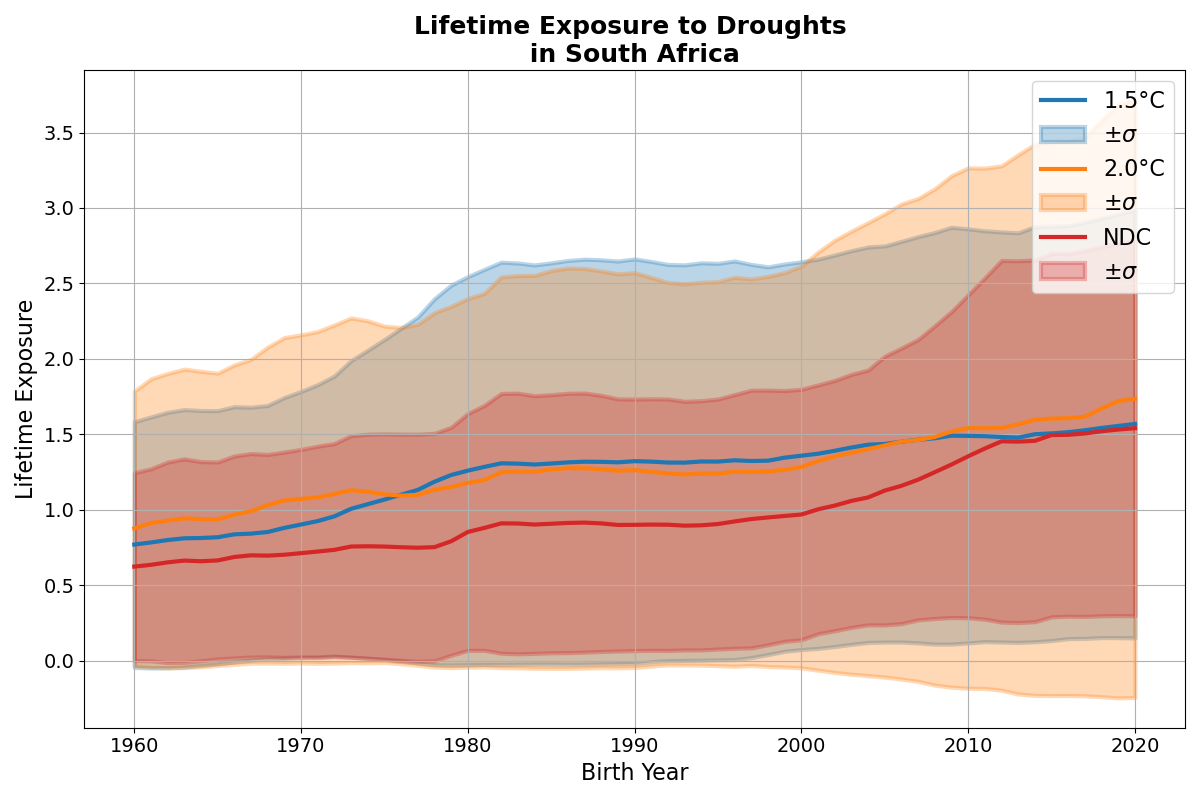 Lifetime Exposure to Droughts
in South Africa
Lifetime Exposure
3.5
3.0
2.5
2.0
1.5
1.0
0.5
0.0
1960
1970
1980
1990
2000
2010
2020
Birth Year
1.5°C
±σ
2.0°C
±σ
NDC
±σ